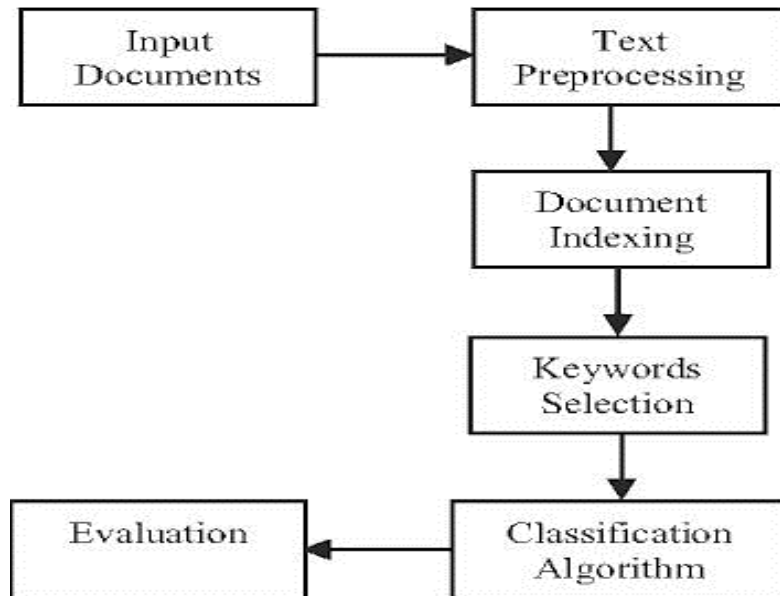 Input
Documents
Text
Preprocessing
Document
Indexing
Keywords
Selection
Classification
Algorithm
Evaluation